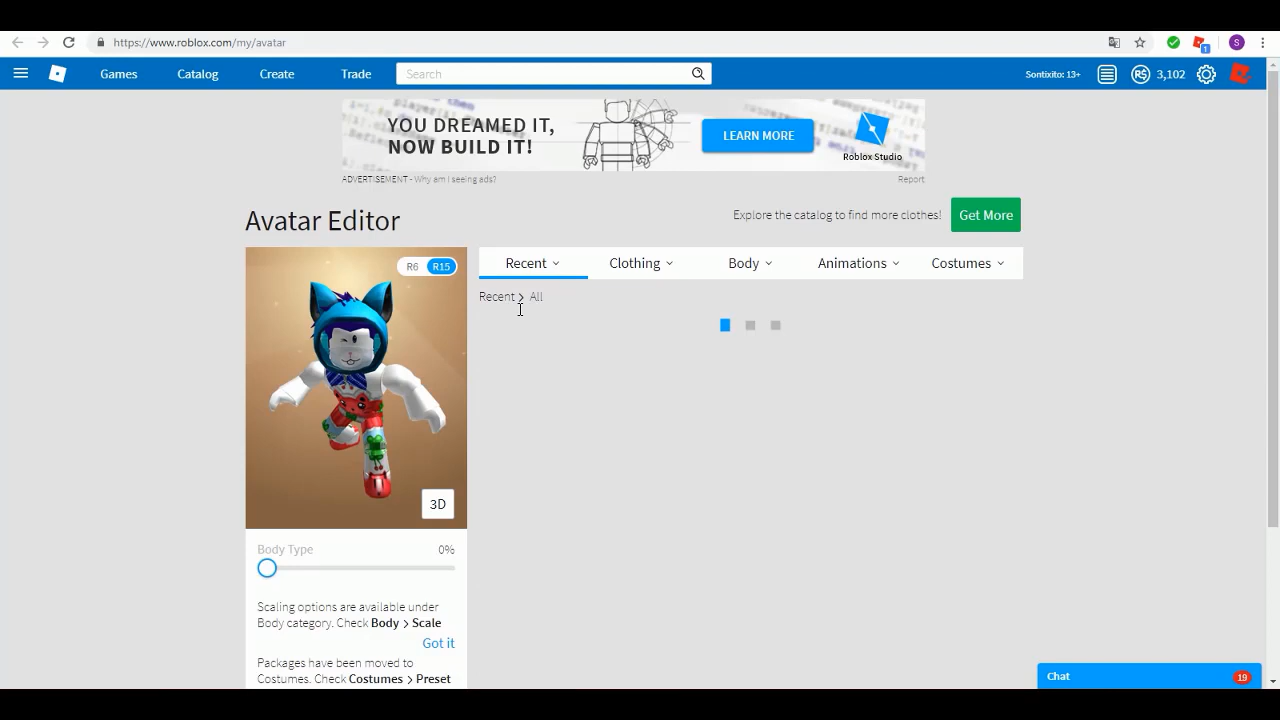 https://www.roblox.com/my/avatar
1
S
Games
Catalog
Create
Trade
Search
Sontixito: 13+
R$
3,102
YOU DREAMED IT,
NOW BUILD IT!
LEARN MORE
Roblox Studio
ADVERTISEMENT - Why am I seeing ads?
Report
Avatar Editor
Explore the catalog to find more clothes!
Get More
R6
R15
Recent
Clothing
Body
Animations
Costumes
Recent > All
3D
Body Type
0%
Scaling options are available under
Body category. Check Body > Scale
Got it
Packages have been moved to
Costumes. Check Costumes > Preset
Chat
19